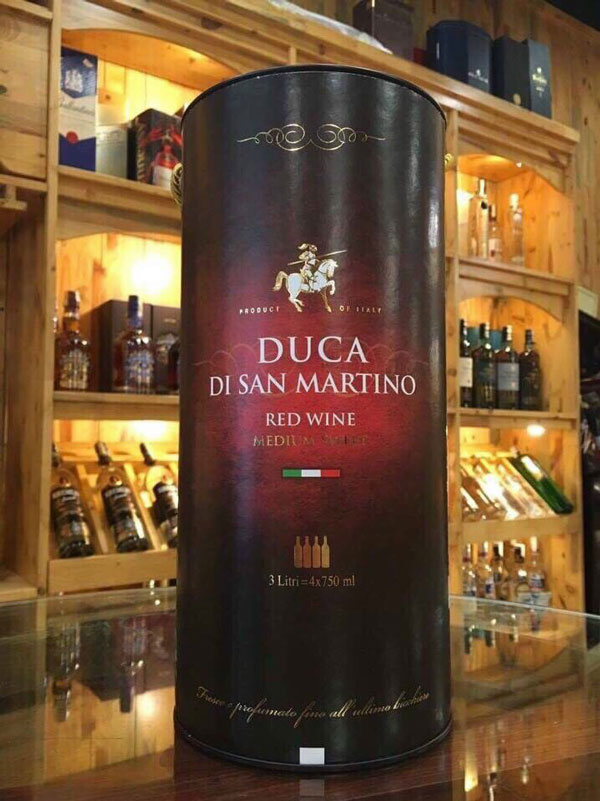 PRODUCT OF ITALY
DUCA
DI SAN MARTINO
RED WINE
MEDIUM
3 Litri = 4x750 ml
Fresco e profumato fino all'ultimo bicchiere